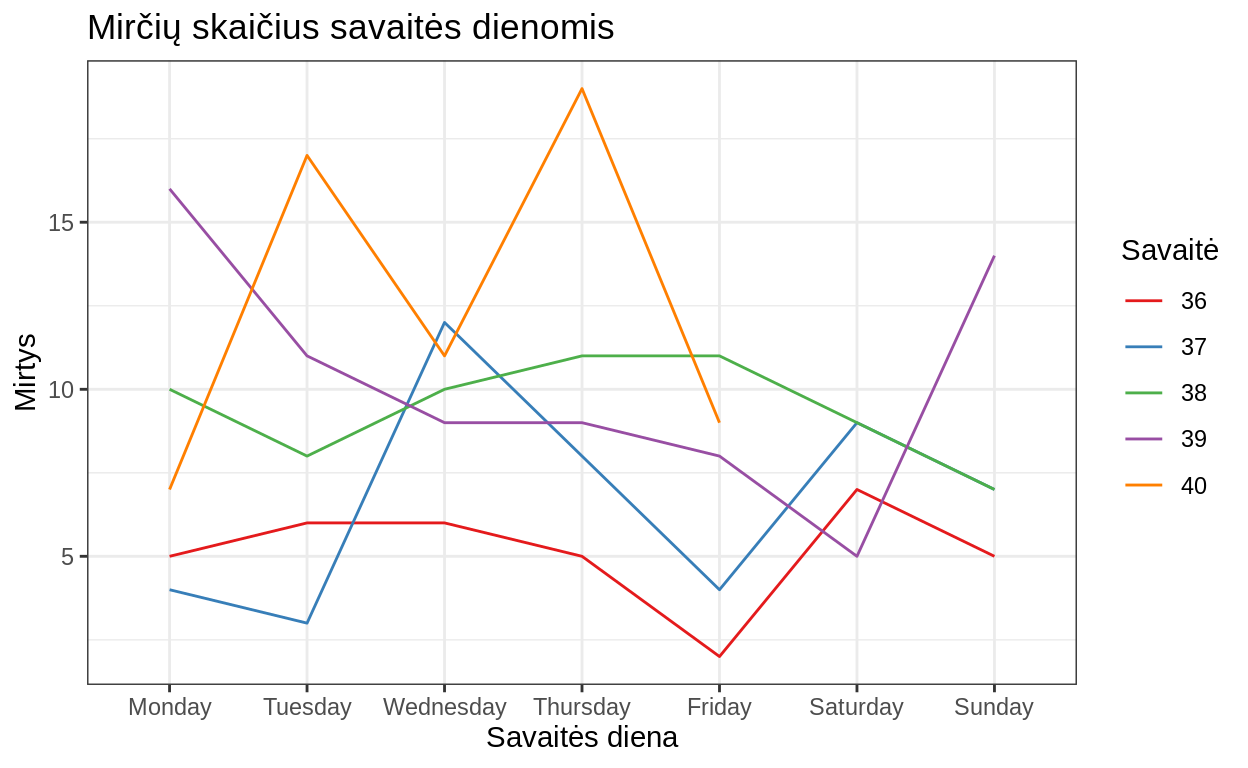 Mirčių skaičius savaitės dienomis
Mirtys
15
10
5
Monday Tuesday Wednesday Thursday Friday Saturday Sunday
Savaitės diena
Savaitė
36
37
38
39
40